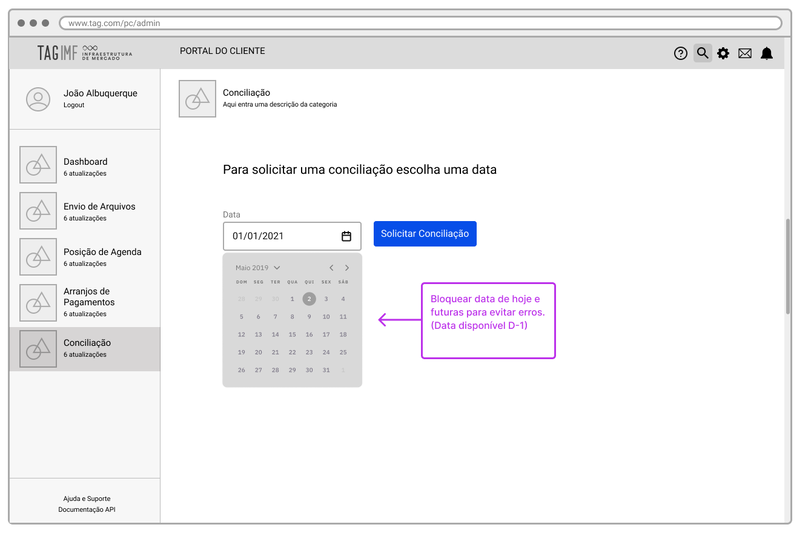 www.tag.com/pc/admin
TAG IMF INFRAESTRUTURA
DE MERCADO
PORTAL DO CLIENTE
João Albuquerque
Logout
Dashboard
6 atualizações
Envio de Arquivos
6 atualizações
Posição de Agenda
6 atualizações
Arranjos de
Pagamentos
6 atualizações
Conciliação
6 atualizações
Ajuda e Suporte
Documentação API
Conciliação
Aqui entra uma descrição da categoria
Para solicitar uma conciliação escolha uma data
Data
01/01/2021
Solicitar Conciliação
Maio 2019
DOM SEG TER QUA QUI SEX SÁB
28 29 30 1 2 3 4
5 6 7 8 9 10 11
12 13 14 15 16 17 18
19 20 21 22 23 24 25
26 27 28 29 30 31 1
Bloquear data de hoje e
futuras para evitar erros.
(Data disponível D-1)